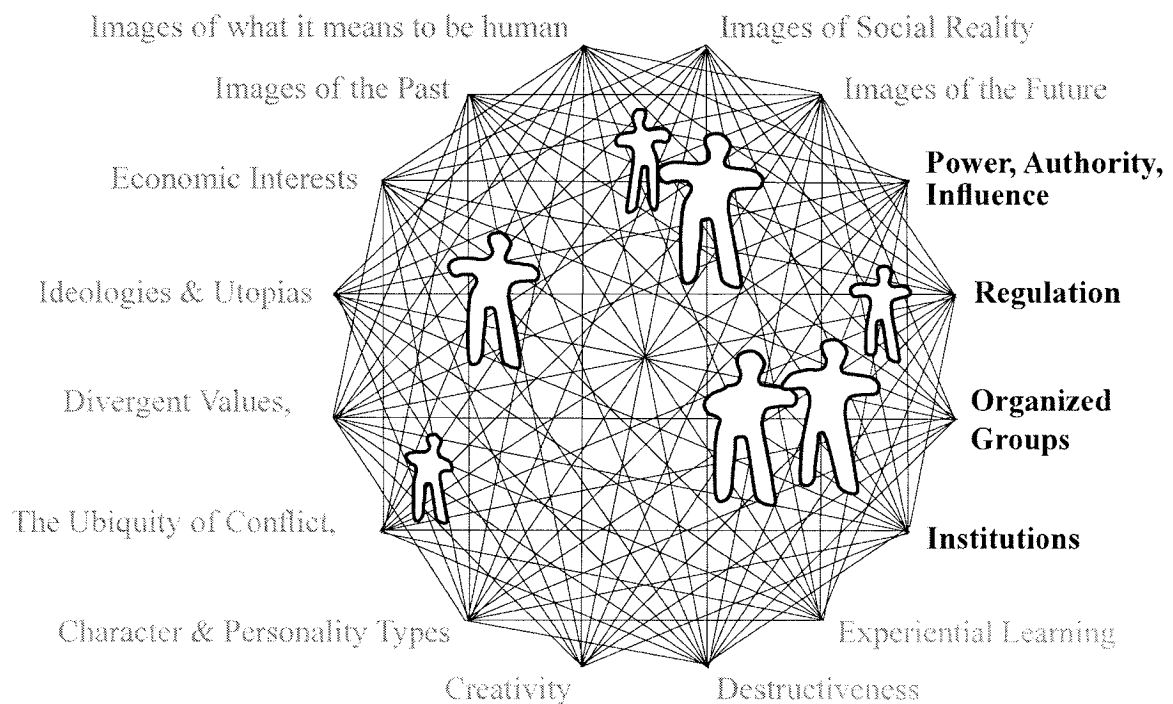 Images of what it means to be human
Images of Social Reality
Images of the Past
Images of the Future
Economic Interests
Power, Authority,
Influence
Ideologies & Utopias
Regulation
Divergent Values,
Organized
Groups
The Ubiquity of Conflict,
Institutions
Character & Personality Types
Experiential Learning
Creativity
Destructiveness